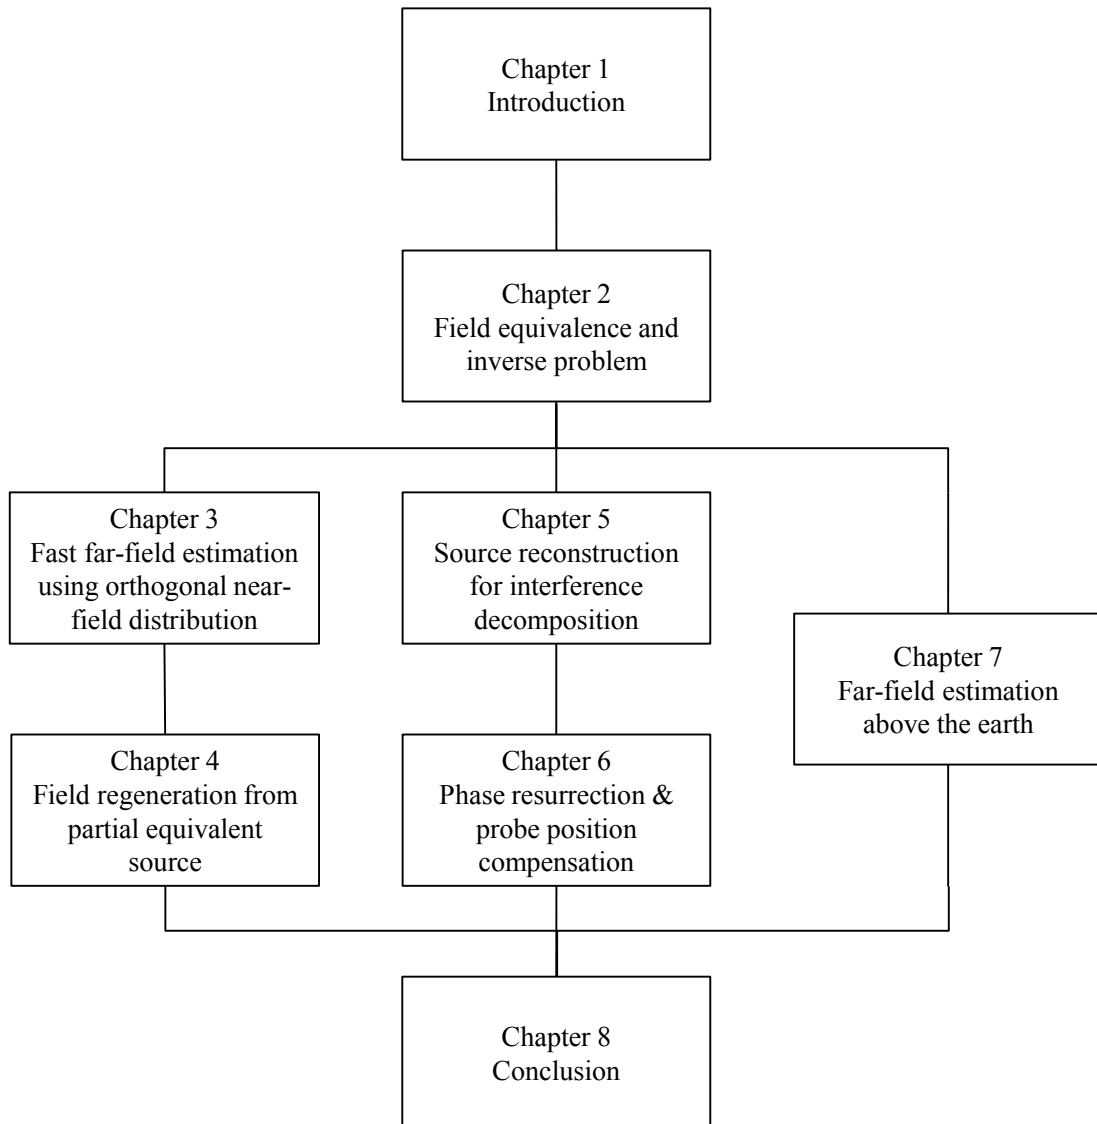 Chapter 1
Introduction
Chapter 2
Field equivalence and
inverse problem
Chapter 3
Fast far-field estimation
using orthogonal near-
field distribution
Chapter 5
Source reconstruction
for interference
decomposition
Chapter 7
Far-field estimation
above the earth
Chapter 4
Field regeneration from
partial equivalent
source
Chapter 6
Phase resurrection &
probe position
compensation
Chapter 8
Conclusion